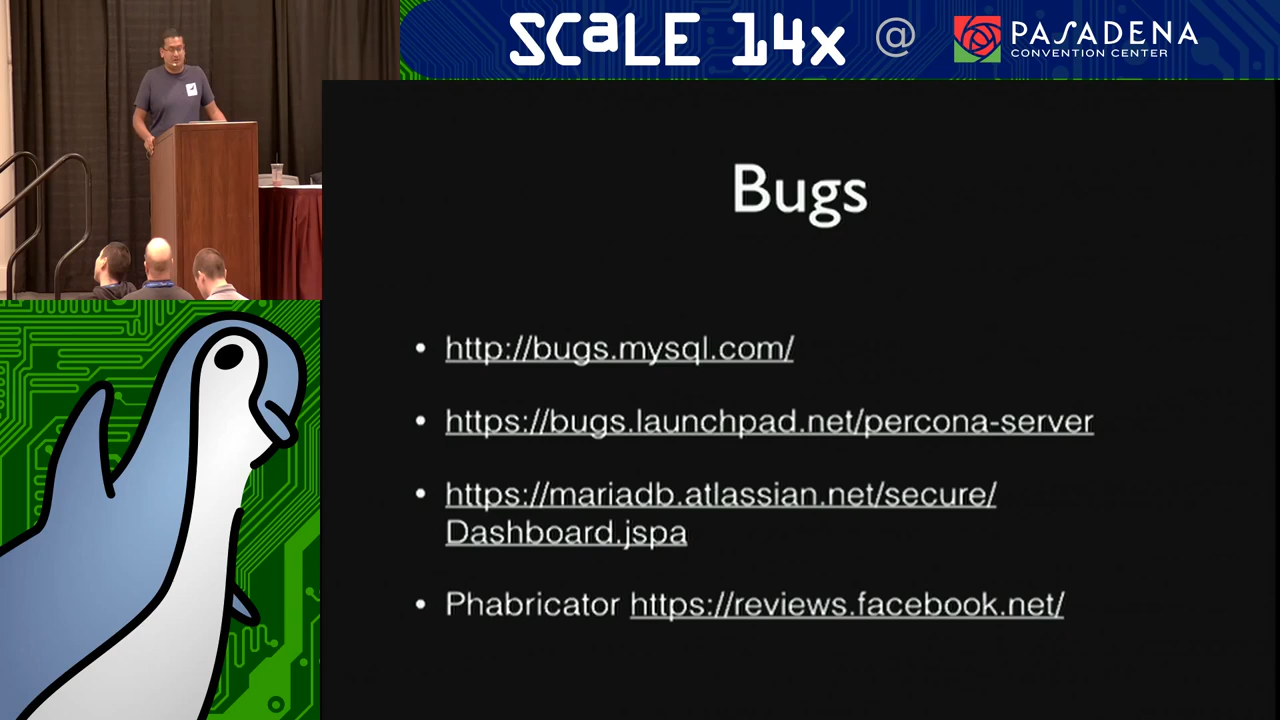 SCALE 14x @ PASADENA
CONVENTION CENTER
Bugs
• http://bugs.mysql.com/
• https://bugs.launchpad.net/percona-server
• https://mariadb.atlassian.net/secure/
Dashboard.jspa
• Phabricator https://reviews.facebook.net/